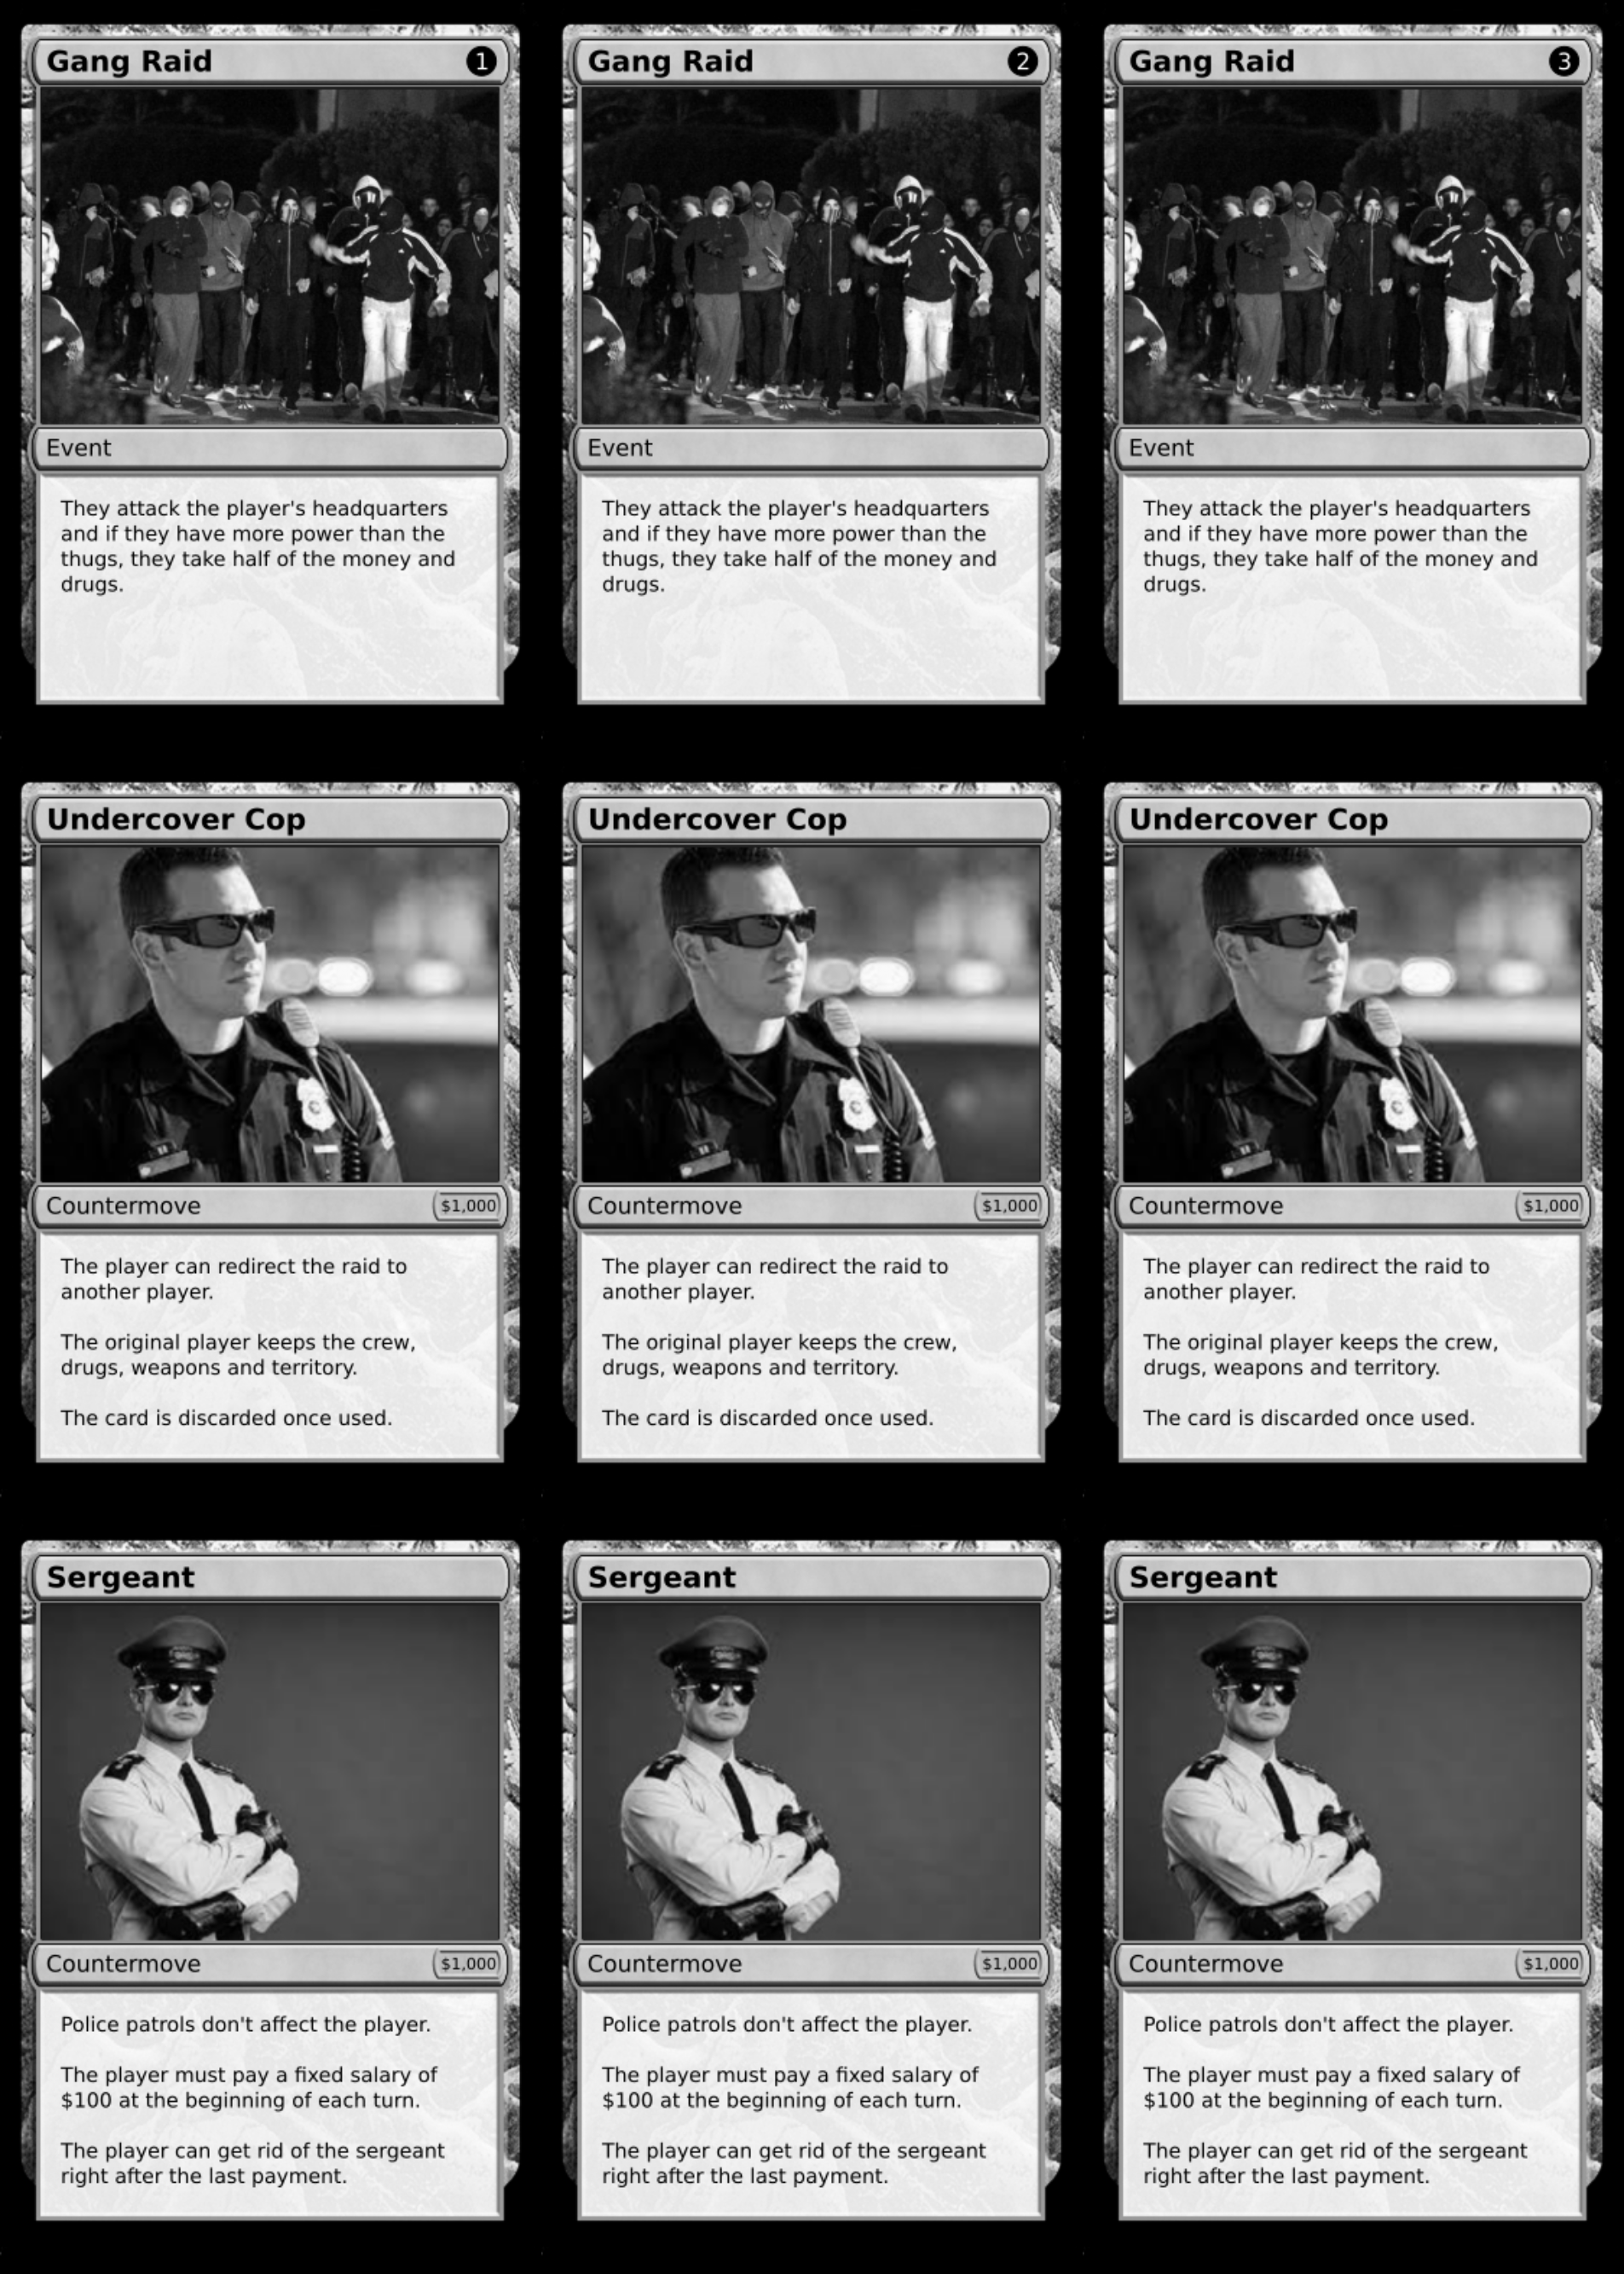 Gang Raid 1
Event
They attack the player's headquarters
and if they have more power than the
thugs, they take half of the money and
drugs.
Gang Raid 2
Event
They attack the player's headquarters
and if they have more power than the
thugs, they take half of the money and
drugs.
Gang Raid 3
Event
They attack the player's headquarters
and if they have more power than the
thugs, they take half of the money and
drugs.
Undercover Cop
Countermove $1,000
The player can redirect the raid to
another player.
The original player keeps the crew,
drugs, weapons and territory.
The card is discarded once used.
Undercover Cop
Countermove $1,000
The player can redirect the raid to
another player.
The original player keeps the crew,
drugs, weapons and territory.
The card is discarded once used.
Undercover Cop
Countermove $1,000
The player can redirect the raid to
another player.
The original player keeps the crew,
drugs, weapons and territory.
The card is discarded once used.
Sergeant
Countermove $1,000
Police patrols don't affect the player.
The player must pay a fixed salary of
$100 at the beginning of each turn.
The player can get rid of the sergeant
right after the last payment.
Sergeant
Countermove $1,000
Police patrols don't affect the player.
The player must pay a fixed salary of
$100 at the beginning of each turn.
The player can get rid of the sergeant
right after the last payment.
Sergeant
Countermove $1,000
Police patrols don't affect the player.
The player must pay a fixed salary of
$100 at the beginning of each turn.
The player can get rid of the sergeant
right after the last payment.